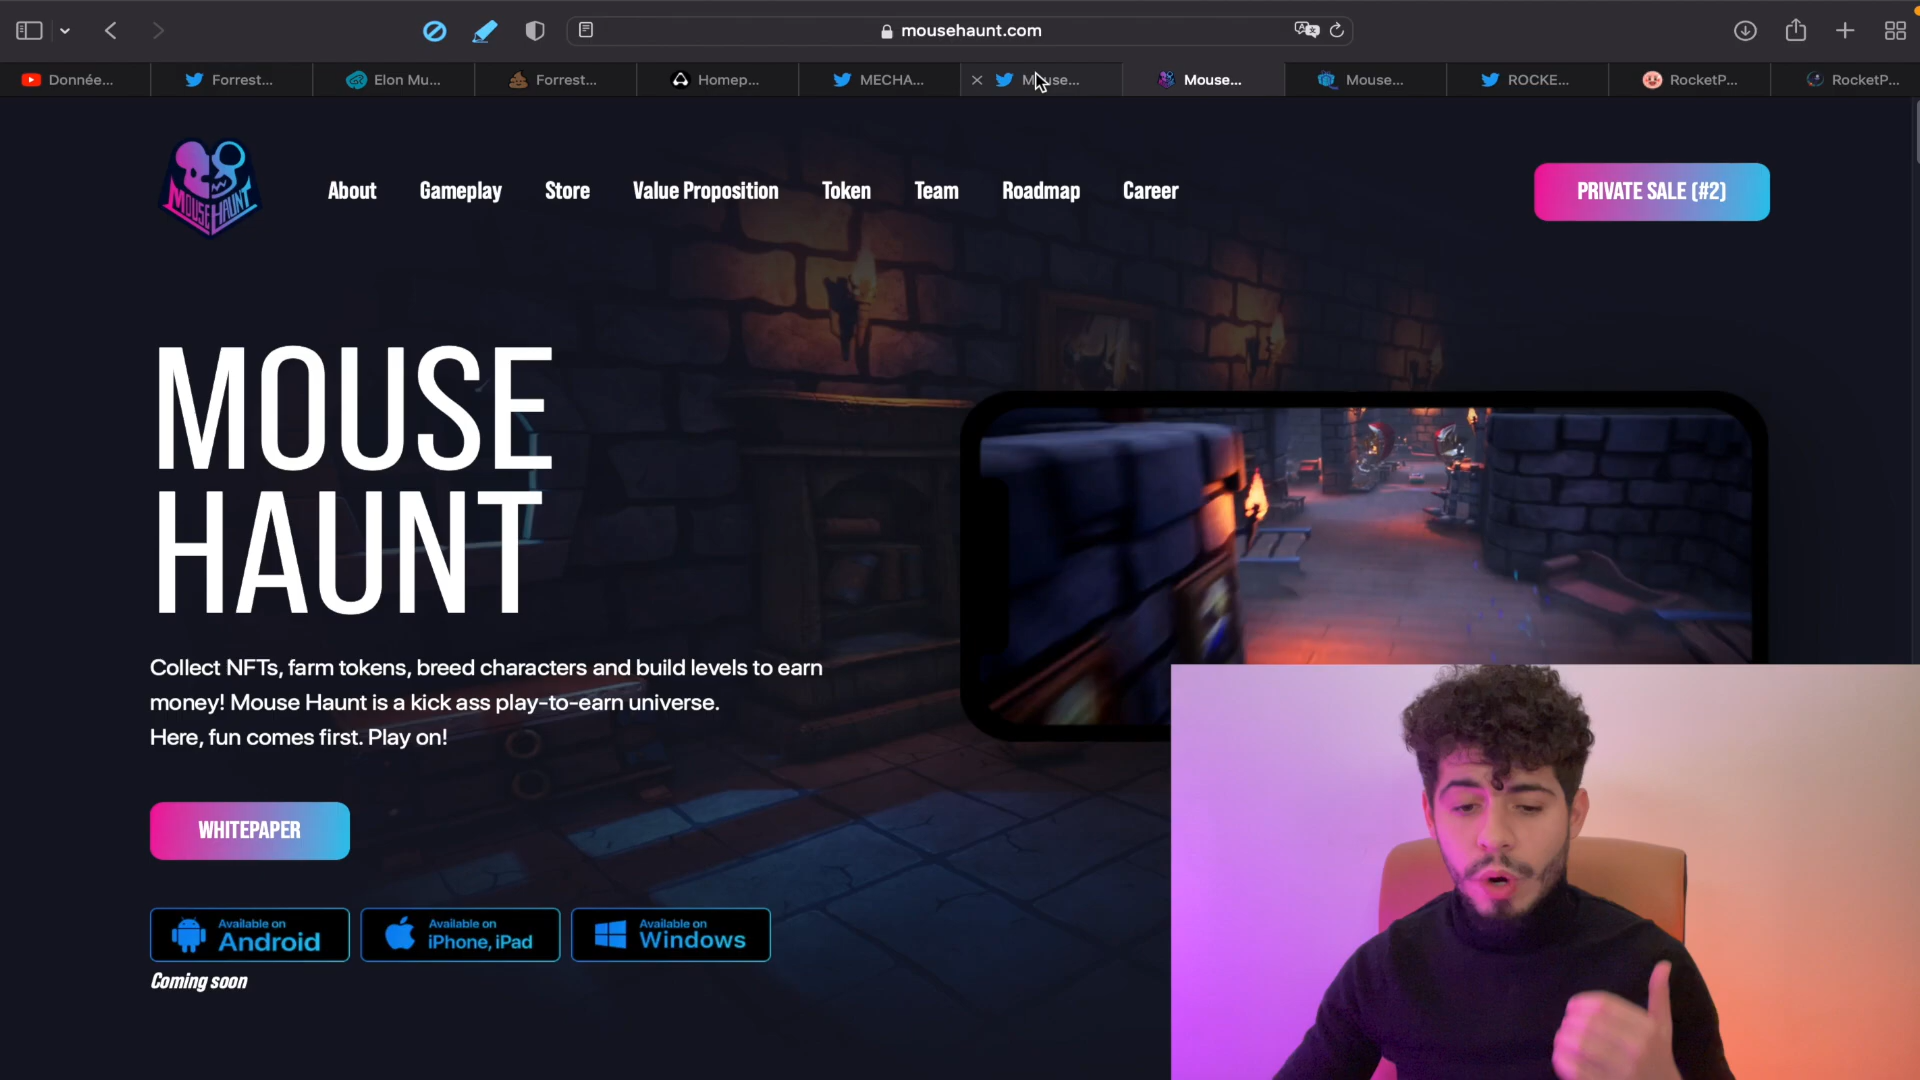 mousehaunt.com
Donnée...
Forrest...
Elon Mu...
Forrest...
Homep...
MECHA...
Mouse...
Mouse...
ROCKE...
RocketP...
RocketP...
MOUSE HAUNT
About
Gameplay
Store
Value Proposition
Token
Team
Roadmap
Career
PRIVATE SALE (#2)
MOUSE
HAUNT
Collect NFTs, farm tokens, breed characters and build levels to earn
money! Mouse Haunt is a kick ass play-to-earn universe.
Here, fun comes first. Play on!
WHITEPAPER
Available on
Android
Available on
iPhone, iPad
Available on
Windows
Coming soon